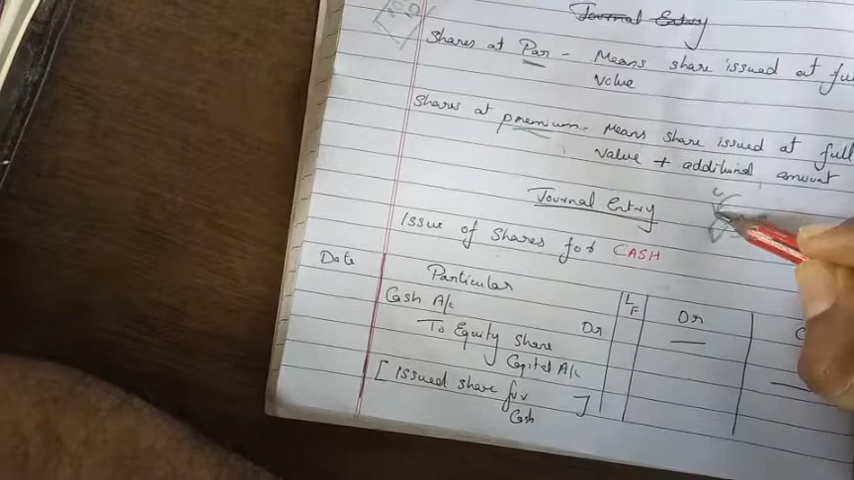 Journal Entry
Shares at Par - Means share issued at full
value
Shares at premium - Means share issued at full
value + additilnal amount
Journal Entry
Issue of Shares for CASH
Date Particular LF Dr
Cash A/c Dr
To Equity share
Capital A/c
[Issued share for
Cash ]